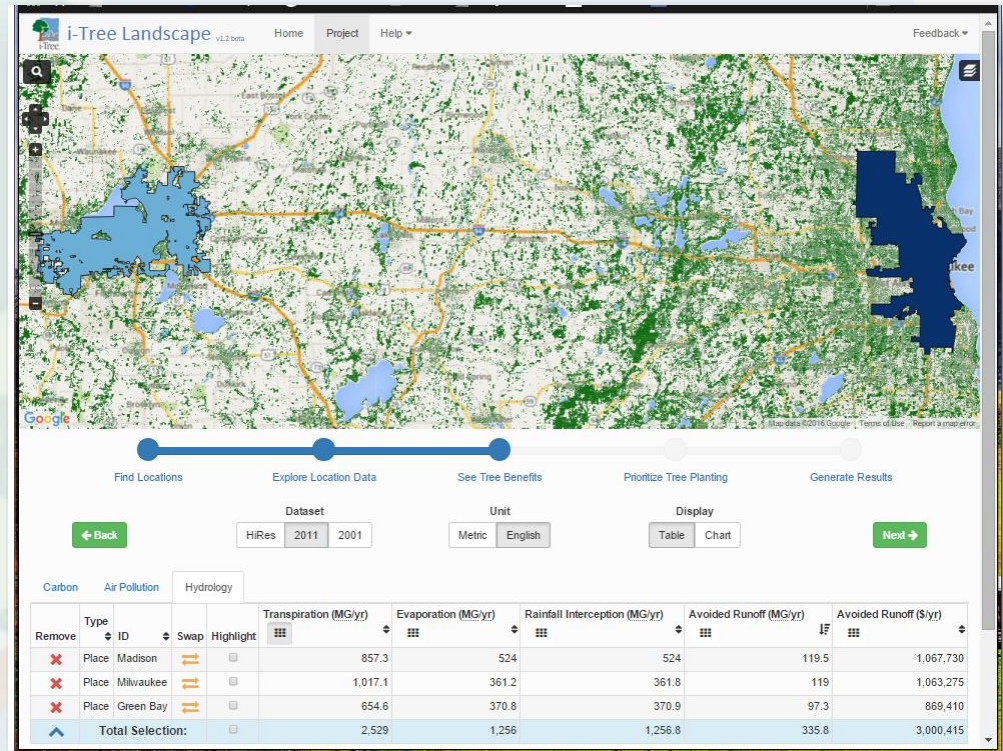 i-Tree Landscape v1.2 beta Home Project Help Feedback
i-Tree
Google
Map data ©2016 Google Terms of Use Report a map error
Find Locations Explore Location Data See Tree Benefits Prioritize Tree Planting Generate Results
Dataset Unit Display
Back HiRes 2011 2001 Metric English Table Chart Next
Carbon Air Pollution Hydrology
Remove Type ID Swap Highlight Transpiration (MG/yr) Evaporation (MG/yr) Rainfall Interception (MG/yr) Avoided Runoff (MG/yr) Avoided Runoff ($/yr)
Place Madison 857.3 524 524 119.5 1,067,730
Place Milwaukee 1,017.1 361.2 361.8 119 1,063,275
Place Green Bay 654.6 370.8 370.9 97.3 869,410
Total Selection: 2,529 1,256 1,256.8 335.8 3,000,415